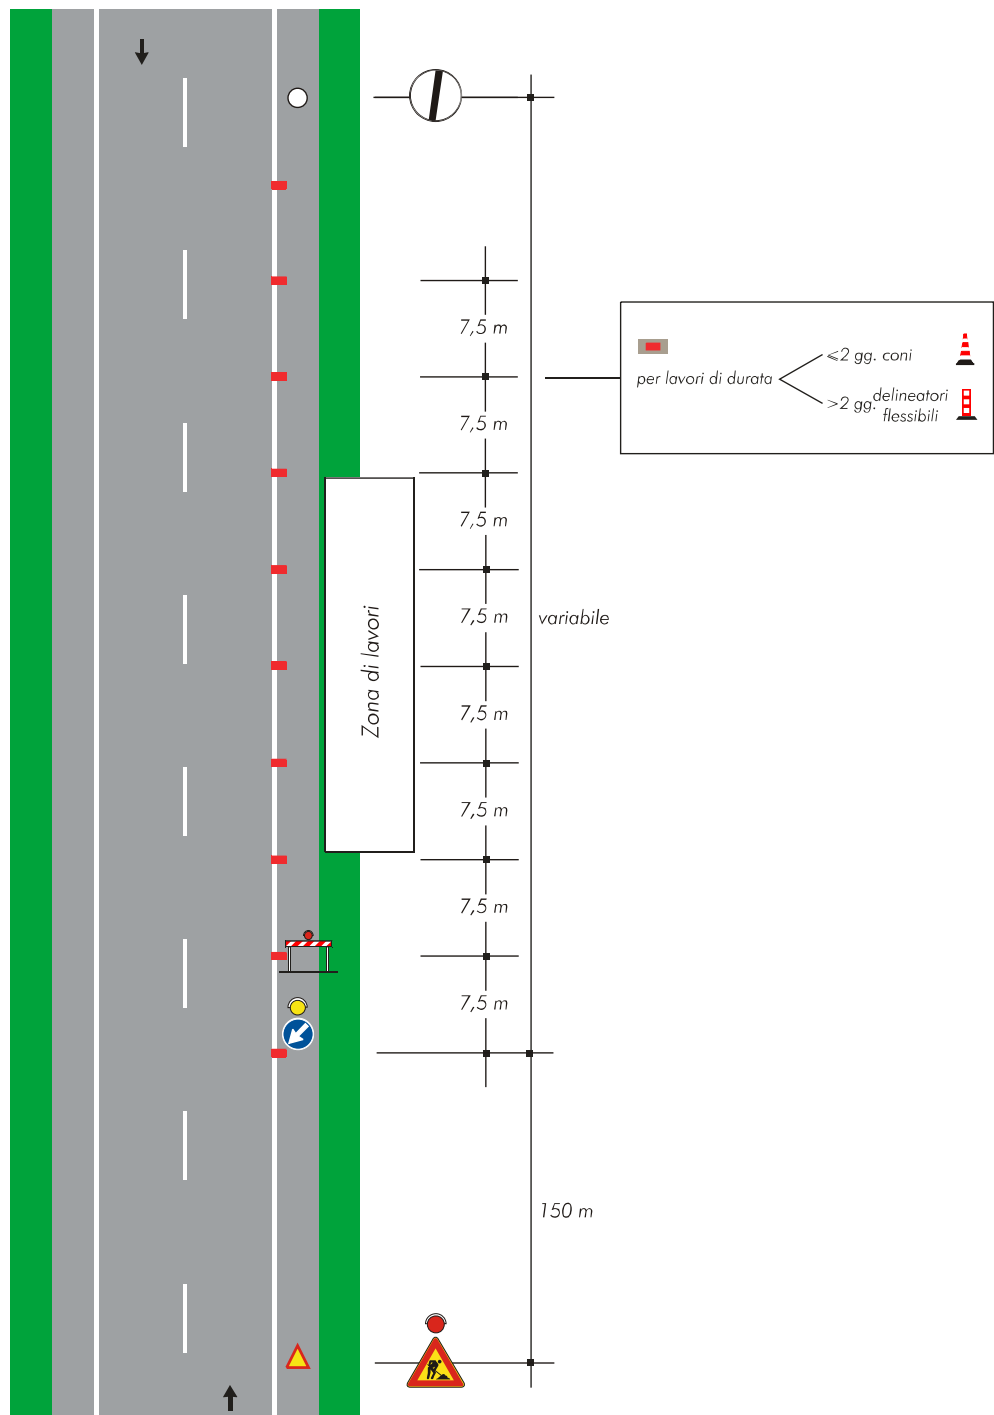 7,5 m
per lavori di durata
⩽2 gg. coni
>2 gg. delineatori
flessibili
7,5 m
7,5 m
Zona di lavori
7,5 m
variabile
7,5 m
7,5 m
7,5 m
7,5 m
150 m